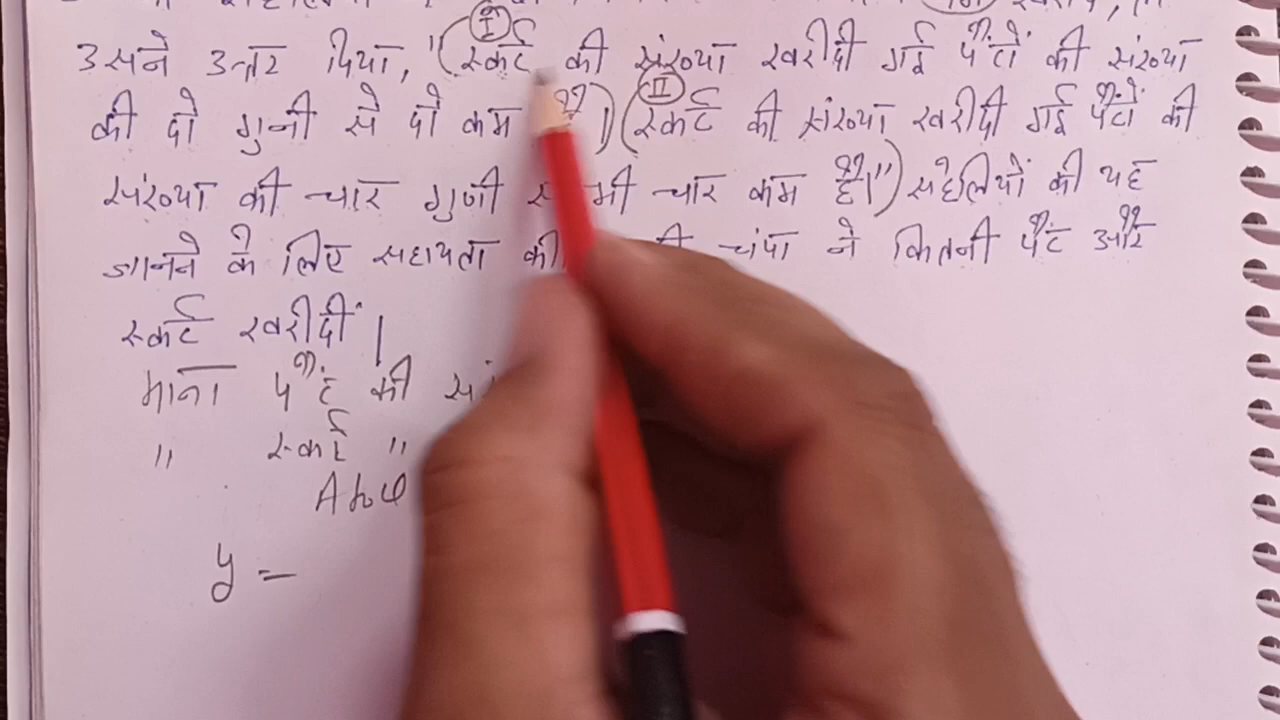 उसने उत्तर दिया, "(स्कर्ट की संख्या खरीदी गई पैंटों की संख्या
I
की दो गुनी से दो कम है।) (स्कर्ट की संख्या खरीदी गई पैंटों की
II
संख्या की चार गुणी से भी चार कम है।") सहेलियों की यह
जानने के लिए सहायता की चंपा ने कितनी पैंट और
स्कर्ट खरीदीं।
माना पैंट की
" स्कर्ट "
y =